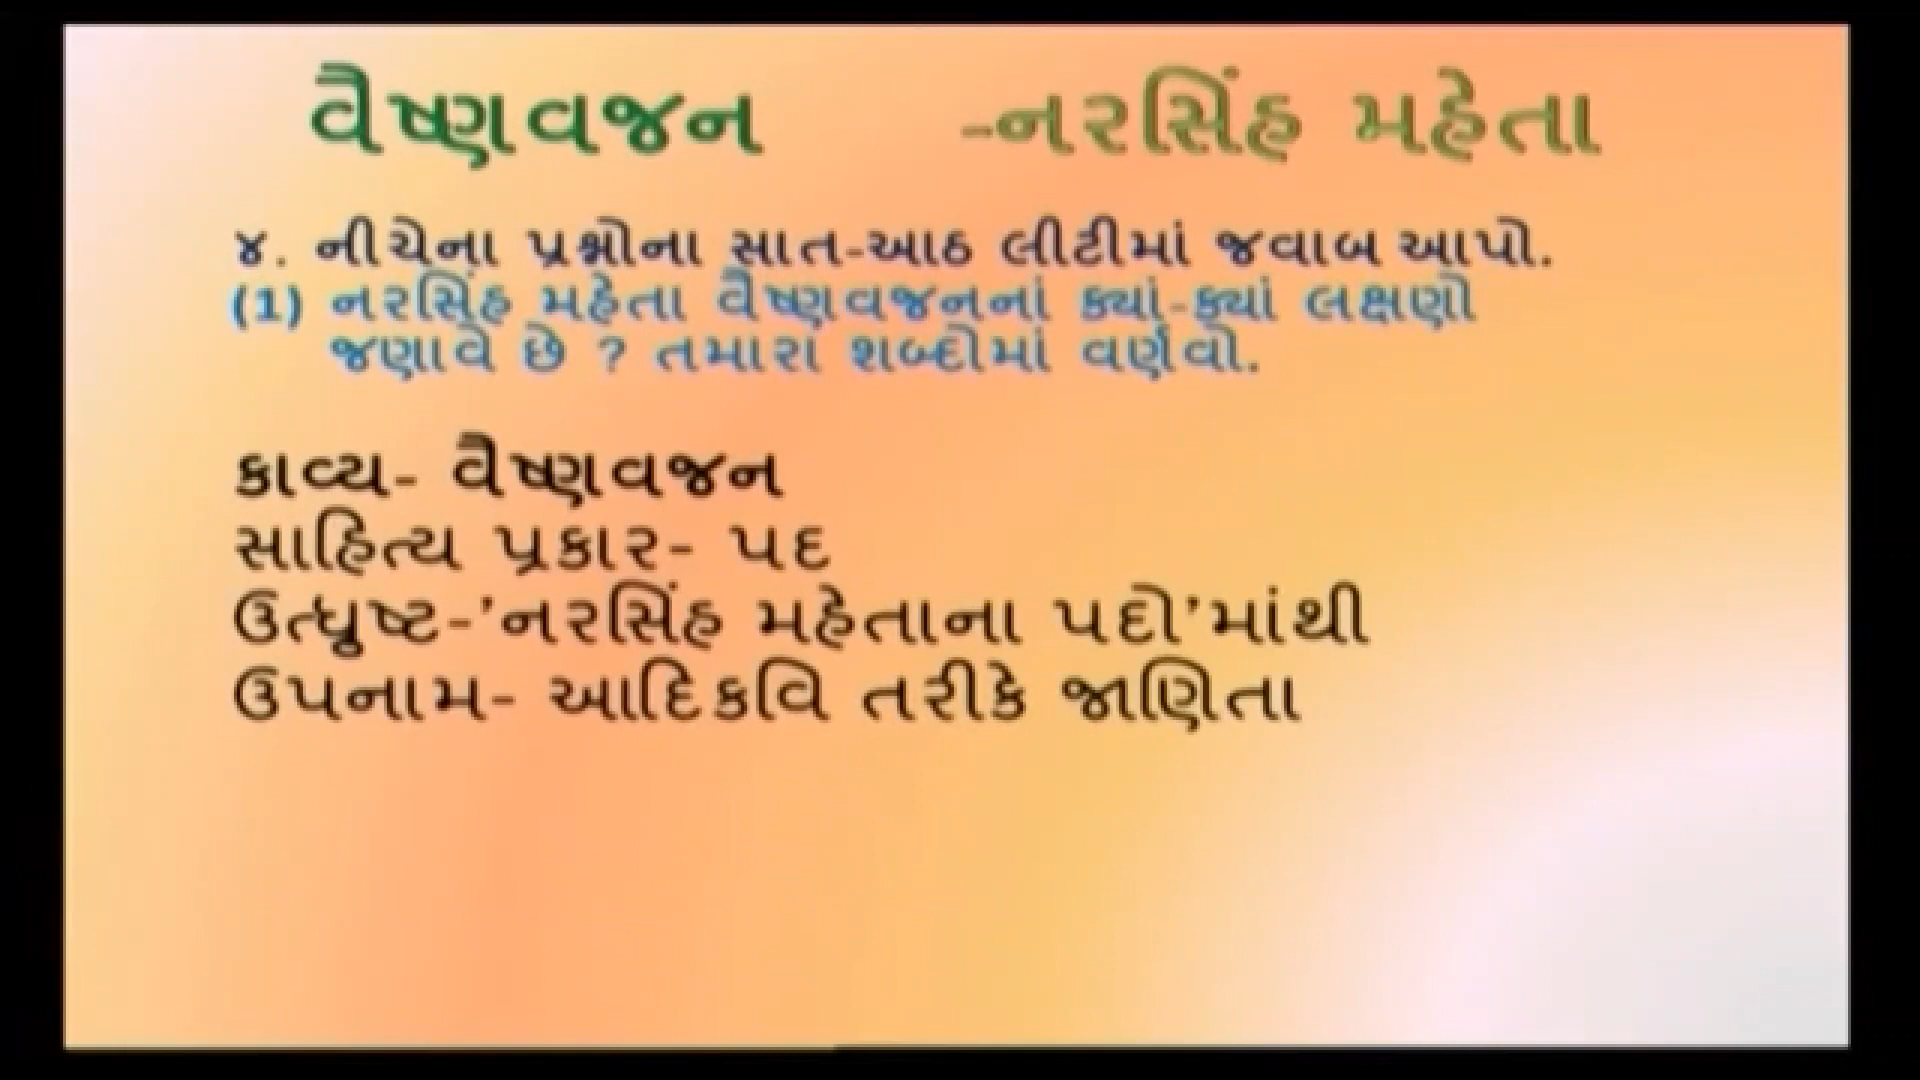 વૈષ્ણવજન -નરસિંહ મહેતા
૪. નીચેના પ્રશ્નોના સાત-આઠ લીટીમાં જવાબ આપો.
(1) નરસિંહ મહેતા વૈષ્ણવજનનાં ક્યાં-ક્યાં લક્ષણો
જણાવે છે ? તમારા શબ્દોમાં વર્ણવો.
કાવ્ય- વૈષ્ણવજન
સાહિત્ય પ્રકાર- પદ
ઉત્ધૃષ્ટ-'નરસિંહ મહેતાના પદો'માંથી
ઉપનામ- આદિકવિ તરીકે જાણિતા